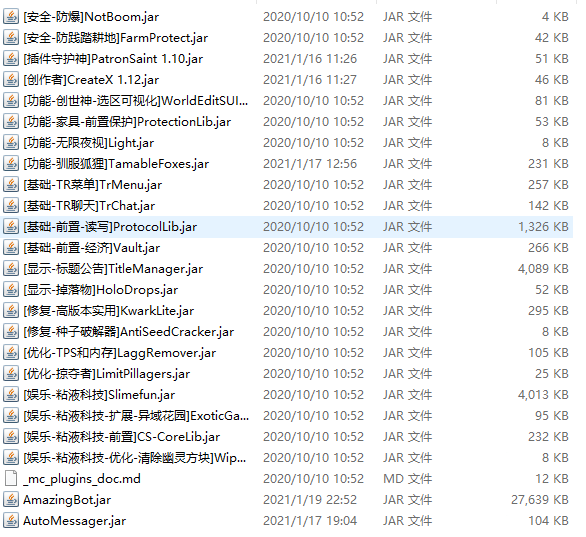 [安全-防爆]NotBoom.jar 2020/10/10 10:52 JAR 文件 4 KB
[安全-防践踏耕地]FarmProtect.jar 2020/10/10 10:52 JAR 文件 42 KB
[插件守护神]PatronSaint 1.10.jar 2021/1/16 11:26 JAR 文件 51 KB
[创作者]CreateX 1.12.jar 2021/1/16 11:27 JAR 文件 46 KB
[功能-创世神-选区可视化]WorldEditSUI... 2020/10/10 10:52 JAR 文件 81 KB
[功能-家具-前置保护]ProtectionLib.jar 2020/10/10 10:52 JAR 文件 53 KB
[功能-无限夜视]Light.jar 2020/10/10 10:52 JAR 文件 8 KB
[功能-驯服狐狸]TamableFoxes.jar 2021/1/17 12:56 JAR 文件 231 KB
[基础-TR菜单]TrMenu.jar 2020/10/10 10:52 JAR 文件 257 KB
[基础-TR聊天]TrChat.jar 2020/10/10 10:52 JAR 文件 142 KB
[基础-前置-读写]ProtocolLib.jar 2020/10/10 10:52 JAR 文件 1,326 KB
[基础-前置-经济]Vault.jar 2020/10/10 10:52 JAR 文件 266 KB
[显示-标题公告]TitleManager.jar 2020/10/10 10:52 JAR 文件 4,089 KB
[显示-掉落物]HoloDrops.jar 2020/10/10 10:52 JAR 文件 52 KB
[修复-高版本实用]KwarkLite.jar 2020/10/10 10:52 JAR 文件 295 KB
[修复-种子破解器]AntiSeedCracker.jar 2020/10/10 10:52 JAR 文件 8 KB
[优化-TPS和内存]LaggRemover.jar 2020/10/10 10:52 JAR 文件 105 KB
[优化-掠夺者]LimitPillagers.jar 2020/10/10 10:52 JAR 文件 25 KB
[娱乐-粘液科技]Slimefun.jar 2020/10/10 10:52 JAR 文件 4,013 KB
[娱乐-粘液科技-扩展-异域花园]ExoticGa... 2020/10/10 10:52 JAR 文件 95 KB
[娱乐-粘液科技-前置]CS-CoreLib.jar 2020/10/10 10:52 JAR 文件 232 KB
[娱乐-粘液科技-优化-清除幽灵方块]Wip... 2020/10/10 10:52 JAR 文件 8 KB
_mc_plugins_doc.md 2020/10/10 10:52 MD 文件 12 KB
AmazingBot.jar 2021/1/19 22:52 JAR 文件 27,639 KB
AutoMessager.jar 2021/1/17 19:04 JAR 文件 104 KB